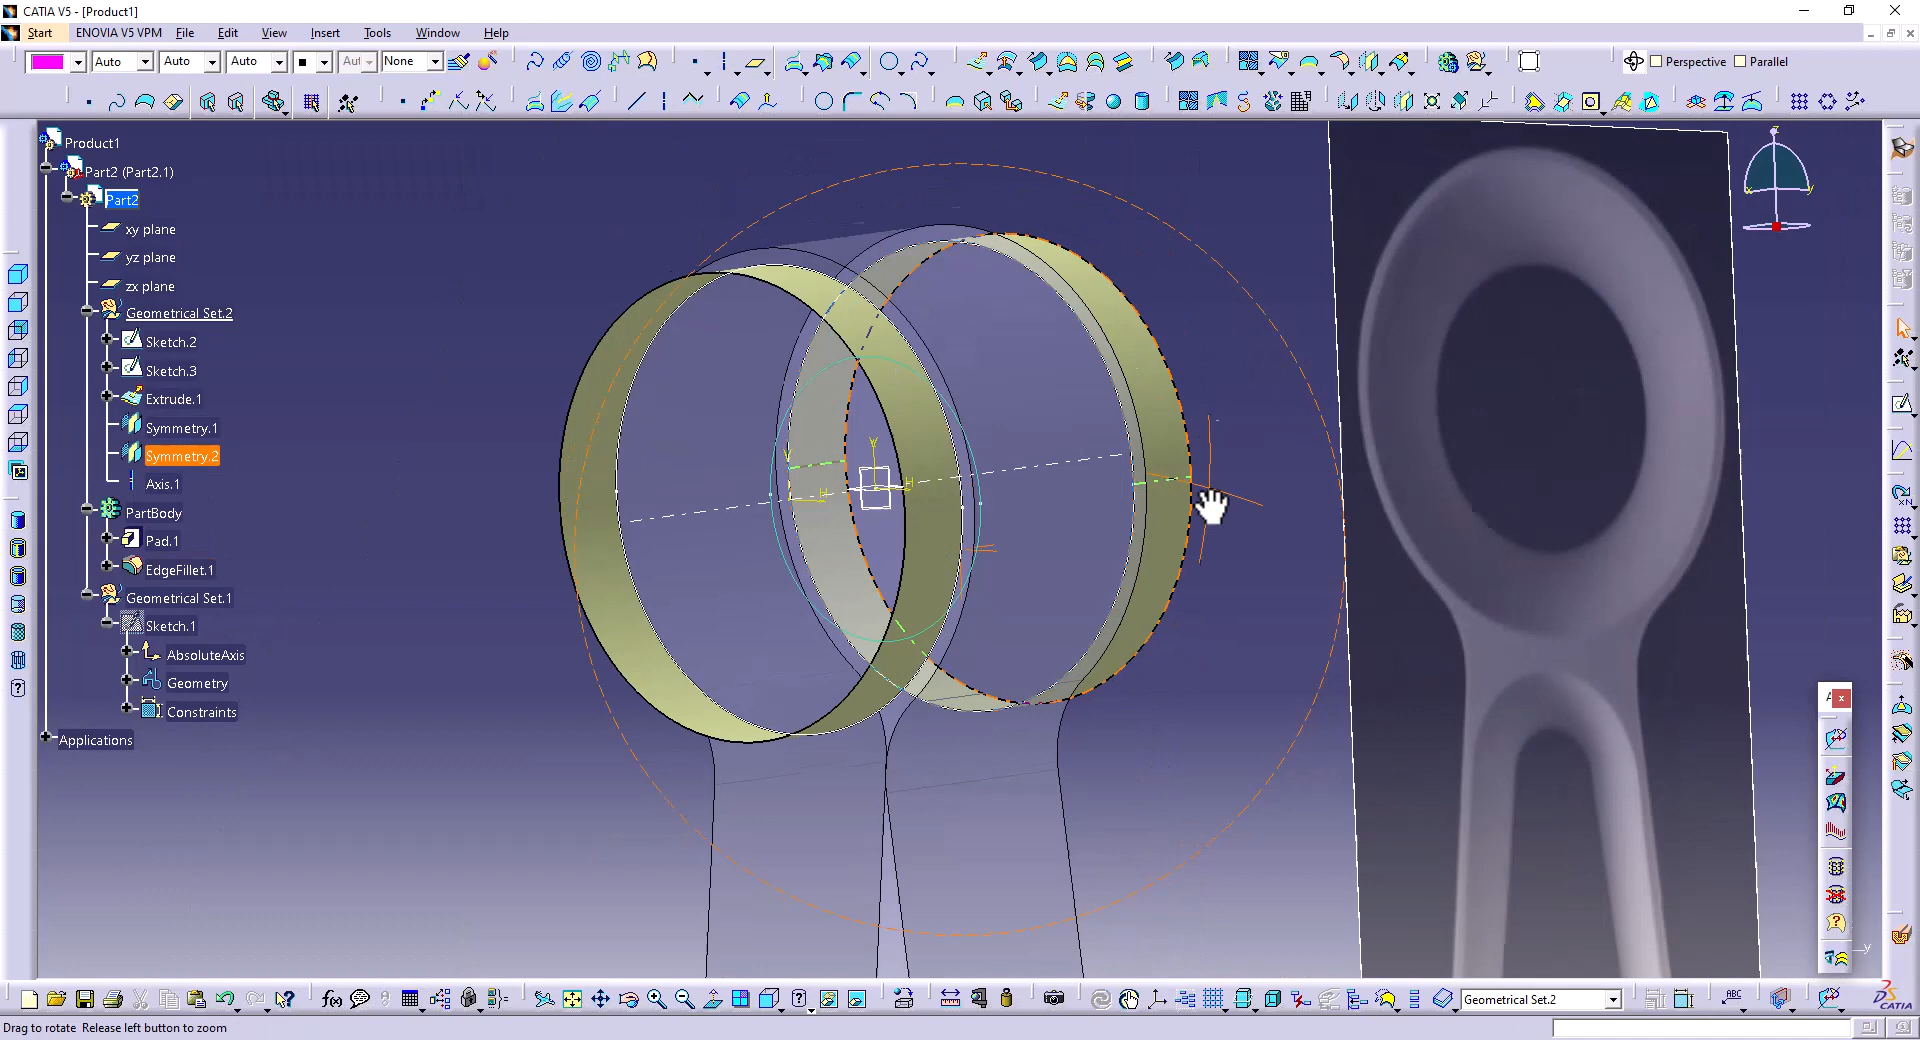 CATIA V5 - [Product1]
Start ENOVIA V5 VPM File Edit View Insert Tools Window Help
Auto Auto Auto Aut None Perspective Parallel
Product1
Part2 (Part2.1)
Part2
xy plane
yz plane
zx plane
Geometrical Set.2
Sketch.2
Sketch.3
Extrude.1
Symmetry.1
Symmetry.2
Axis.1
PartBody
Pad.1
EdgeFillet.1
Geometrical Set.1
Sketch.1
AbsoluteAxis
Geometry
Constraints
Applications
z
x y
V
V
H
H
A
y
f(x)
Geometrical Set.2
ABC
CATIA
Drag to rotate Release left button to zoom